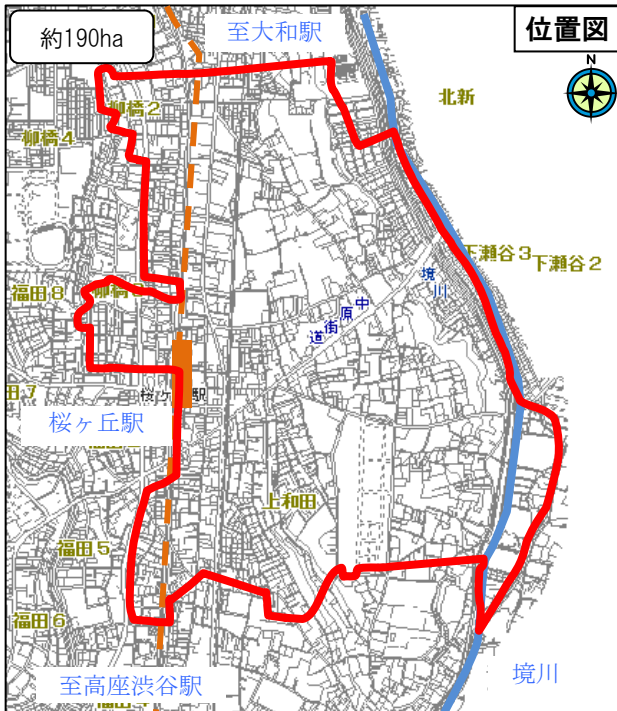 約190ha
至大和駅
位置図
N
北新
柳橋2
柳橋4
下瀬谷3
下瀬谷2
境川
福田8
中原街道
桜ヶ丘駅
上和田
福田5
福田6
至高座渋谷駅
境川